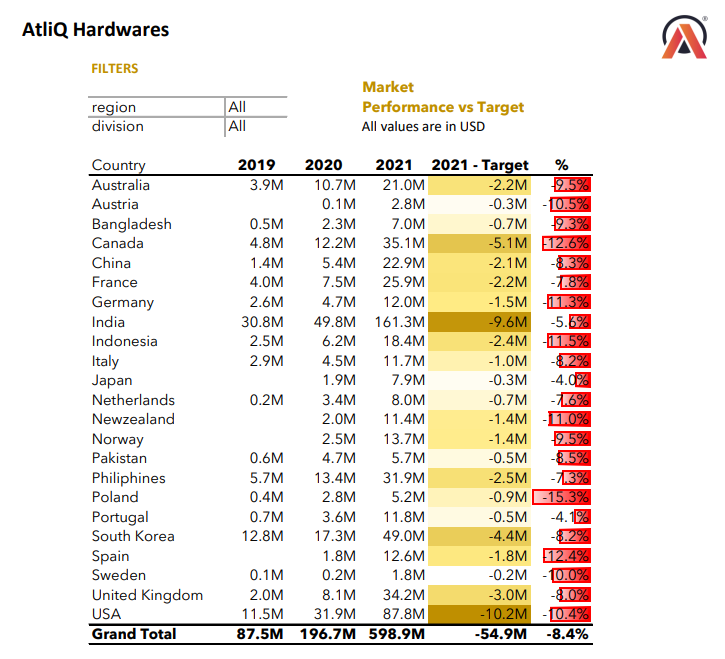 AtliQ Hardwares
®
FILTERS
Market
region All Performance vs Target
division All All values are in USD
Country 2019 2020 2021 2021 - Target %
Australia 3.9M 10.7M 21.0M -2.2M -9.5%
Austria 0.1M 2.8M -0.3M -10.5%
Bangladesh 0.5M 2.3M 7.0M -0.7M -9.3%
Canada 4.8M 12.2M 35.1M -5.1M -12.6%
China 1.4M 5.4M 22.9M -2.1M -8.3%
France 4.0M 7.5M 25.9M -2.2M -7.8%
Germany 2.6M 4.7M 12.0M -1.5M -11.3%
India 30.8M 49.8M 161.3M -9.6M -5.6%
Indonesia 2.5M 6.2M 18.4M -2.4M -11.5%
Italy 2.9M 4.5M 11.7M -1.0M -8.2%
Japan 1.9M 7.9M -0.3M -4.0%
Netherlands 0.2M 3.4M 8.0M -0.7M -7.6%
Newzealand 2.0M 11.4M -1.4M -11.0%
Norway 2.5M 13.7M -1.4M -9.5%
Pakistan 0.6M 4.7M 5.7M -0.5M -8.5%
Philiphines 5.7M 13.4M 31.9M -2.5M -7.3%
Poland 0.4M 2.8M 5.2M -0.9M -15.3%
Portugal 0.7M 3.6M 11.8M -0.5M -4.1%
South Korea 12.8M 17.3M 49.0M -4.4M -8.2%
Spain 1.8M 12.6M -1.8M -12.4%
Sweden 0.1M 0.2M 1.8M -0.2M -10.0%
United Kingdom 2.0M 8.1M 34.2M -3.0M -8.0%
USA 11.5M 31.9M 87.8M -10.2M -10.4%
Grand Total 87.5M 196.7M 598.9M -54.9M -8.4%